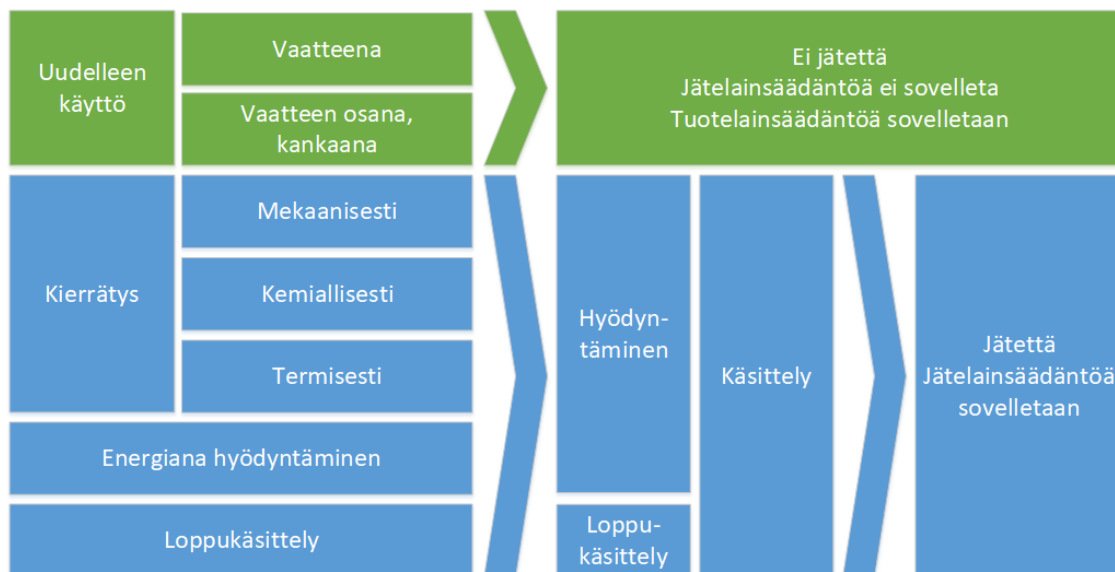 Uudelleen
käyttö
Vaatteena
Vaatteen osana,
kankaana
Ei jätettä
Jätelainsäädäntöä ei sovelleta
Tuotelainsäädäntöä sovelletaan
Kierrätys
Mekaanisesti
Kemiallisesti
Termisesti
Energiana hyödyntäminen
Loppukäsittely
Hyödyn-
täminen
Loppu-
käsittely
Käsittely
Jätettä
Jätelainsäädäntöä
sovelletaan